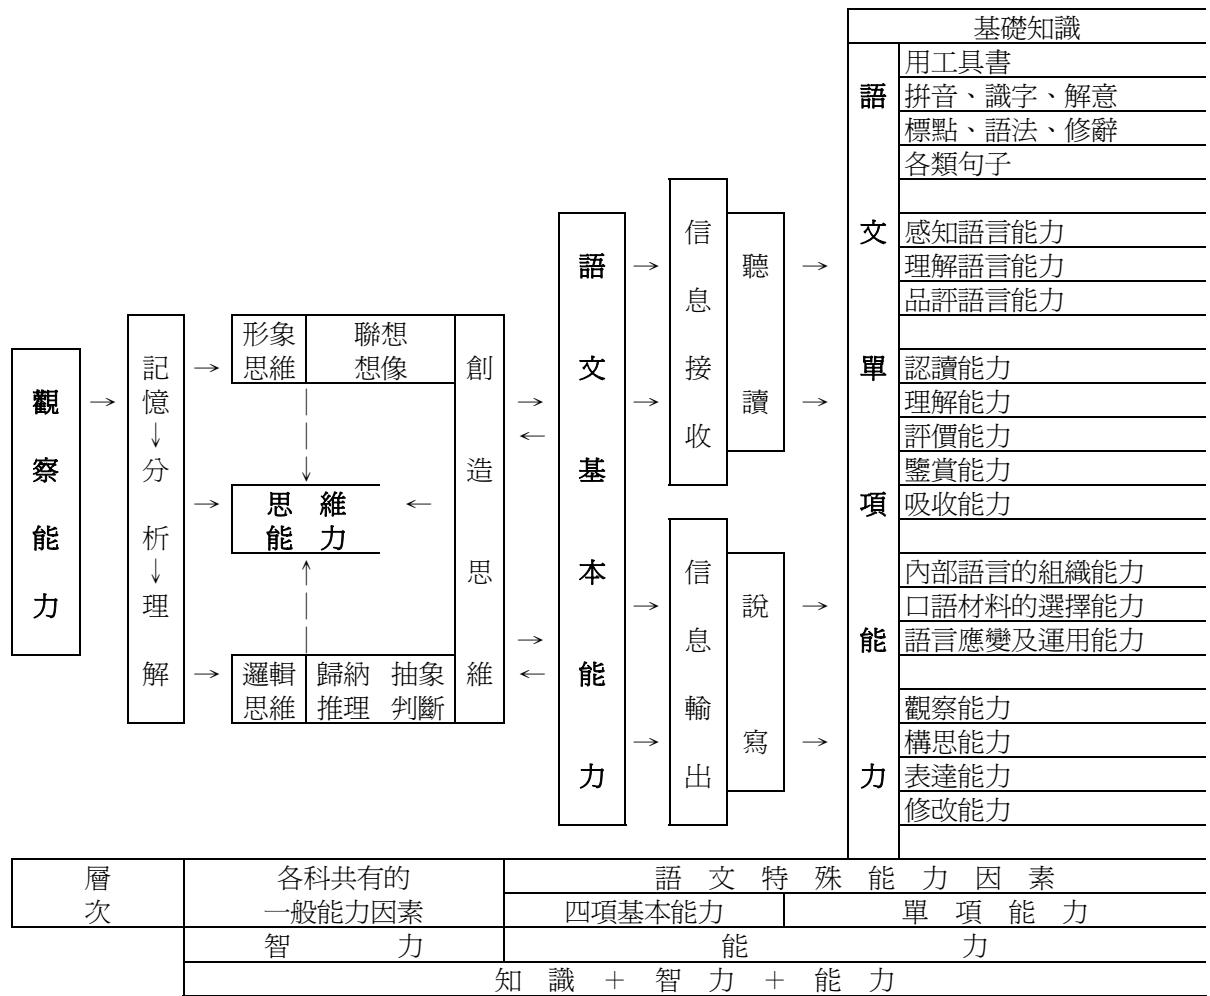 基礎知識
語文單項能力
用工具書
拼音、識字、解意
標點、語法、修辭
各類句子
感知語言能力
理解語言能力
品評語言能力
認讀能力
理解能力
評價能力
鑒賞能力
吸收能力
內部語言的組織能力
口語材料的選擇能力
語言應變及運用能力
觀察能力
構思能力
表達能力
修改能力
觀察能力
→
記憶↓分析↓理解
→
形象
思維
聯想
想像
→
思維
能力
←
→
邏輯
思維
歸納 抽象
推理 判斷
創造思維
→
←
→
←
語文基本能力
→
→
信息接收
聽
讀
→
→
→
→
信息輸出
說
寫
→
→
層
次
各科共有的
一般能力因素
語文特殊能力因素
四項基本能力
單項能力
智力
能力
知識+智力+能力